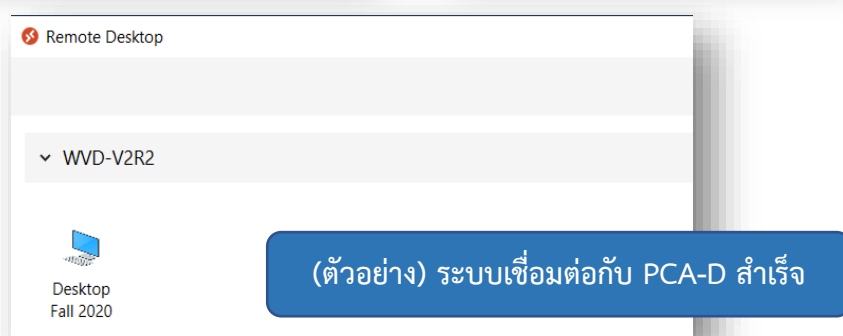 Remote Desktop
WVD-V2R2
Desktop
Fall 2020
(ตัวอย่าง) ระบบเชื่อมต่อกับ PCA-D สำเร็จ